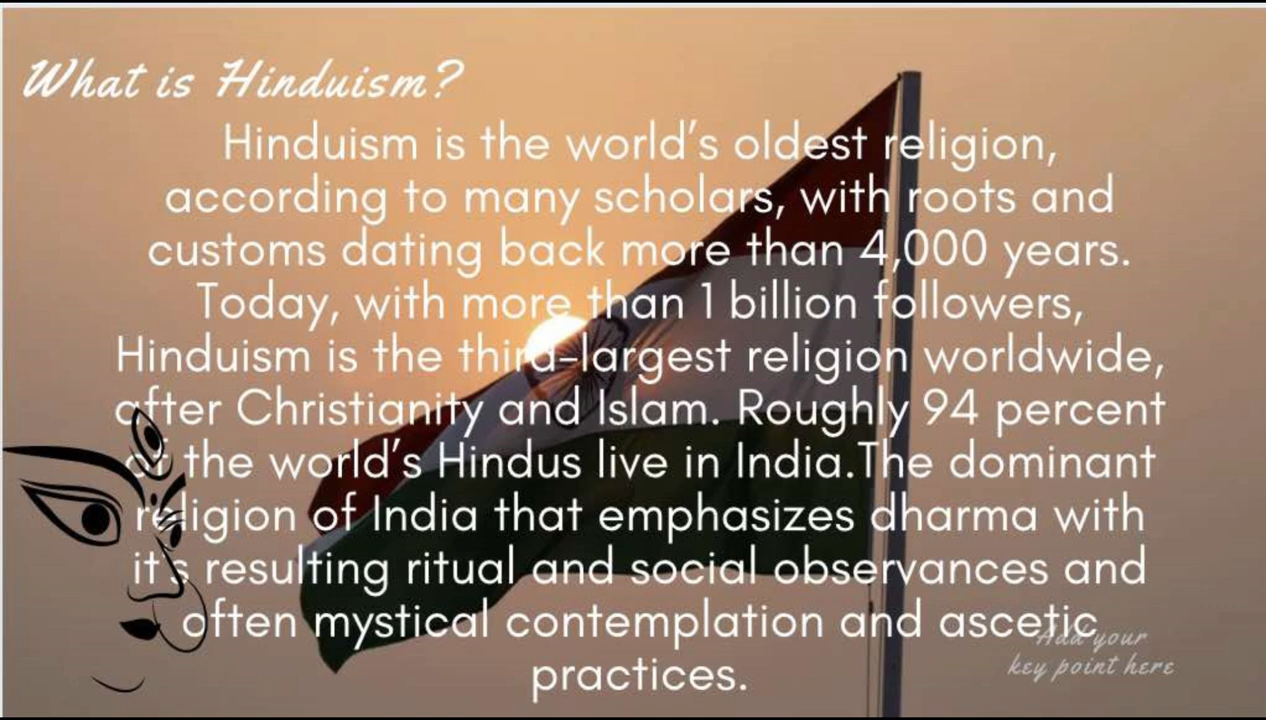 What is Hinduism?
Hinduism is the world's oldest religion,
according to many scholars, with roots and
customs dating back more than 4,000 years.
Today, with more than 1 billion followers,
Hinduism is the third-largest religion worldwide,
after Christianity and Islam. Roughly 94 percent
of the world's Hindus live in India.The dominant
religion of India that emphasizes dharma with
it's resulting ritual and social observances and
often mystical contemplation and ascetic
practices.
Add your
key point here